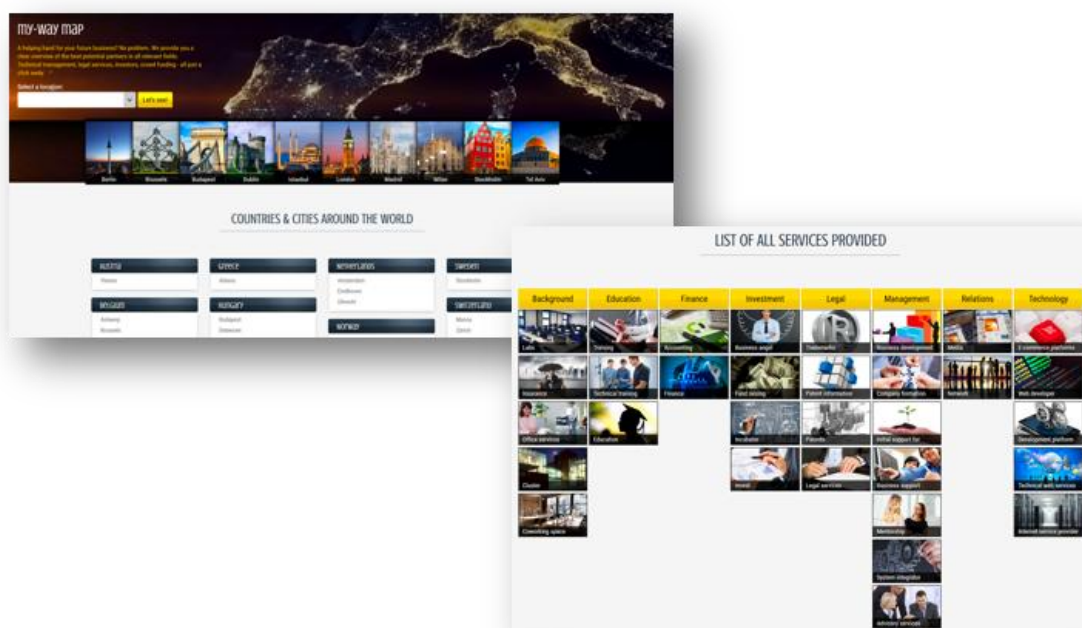 my-way map
A helping hand for your future business? No problem. We provide you a
clear overview of the best potential partners in all relevant fields.
Technical management, legal services, investors, crowd funding - all just a
click away.
Select a location:
Let's see!
Berlin Brussels Budapest Dublin Istanbul London Madrid Milan Stockholm Tel Aviv
COUNTRIES & CITIES AROUND THE WORLD
AUSTRIA GREECE NETHERLANDS SWEDEN
Vienna Athens Amsterdam Stockholm
Eindhoven
Utrecht
BELGIUM HUNGARY SWITZERLAND
Antwerp Budapest
Brussels Debrecen Zurich
NORWAY
LIST OF ALL SERVICES PROVIDED
Background Education Finance Investment Legal Management Relations Technology
Labs Training Accounting Business angel Trademarks Business development Media E-commerce platforms
Insurance Technical training Finance Fund raising Patent information Company formation Network Web developer
Office services Education Incubator Patents Initial support for Development platform
Cluster Invest Legal services Business support Technical web services
Coworking space Mentorship Internet service provider
System integrator
Advisory services